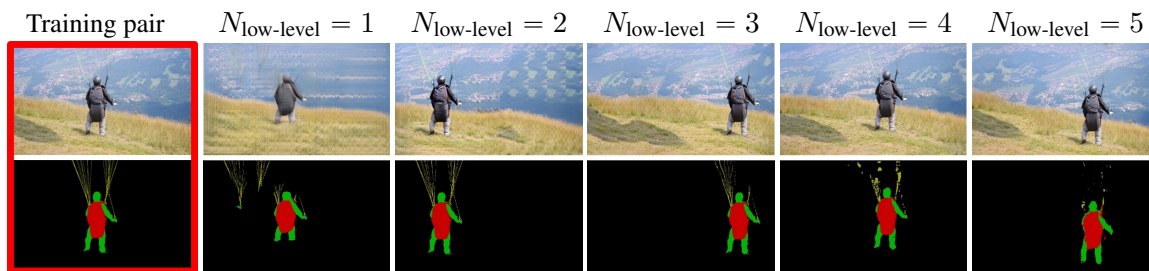 Training pair N_low-level = 1 N_low-level = 2 N_low-level = 3 N_low-level = 4 N_low-level = 5